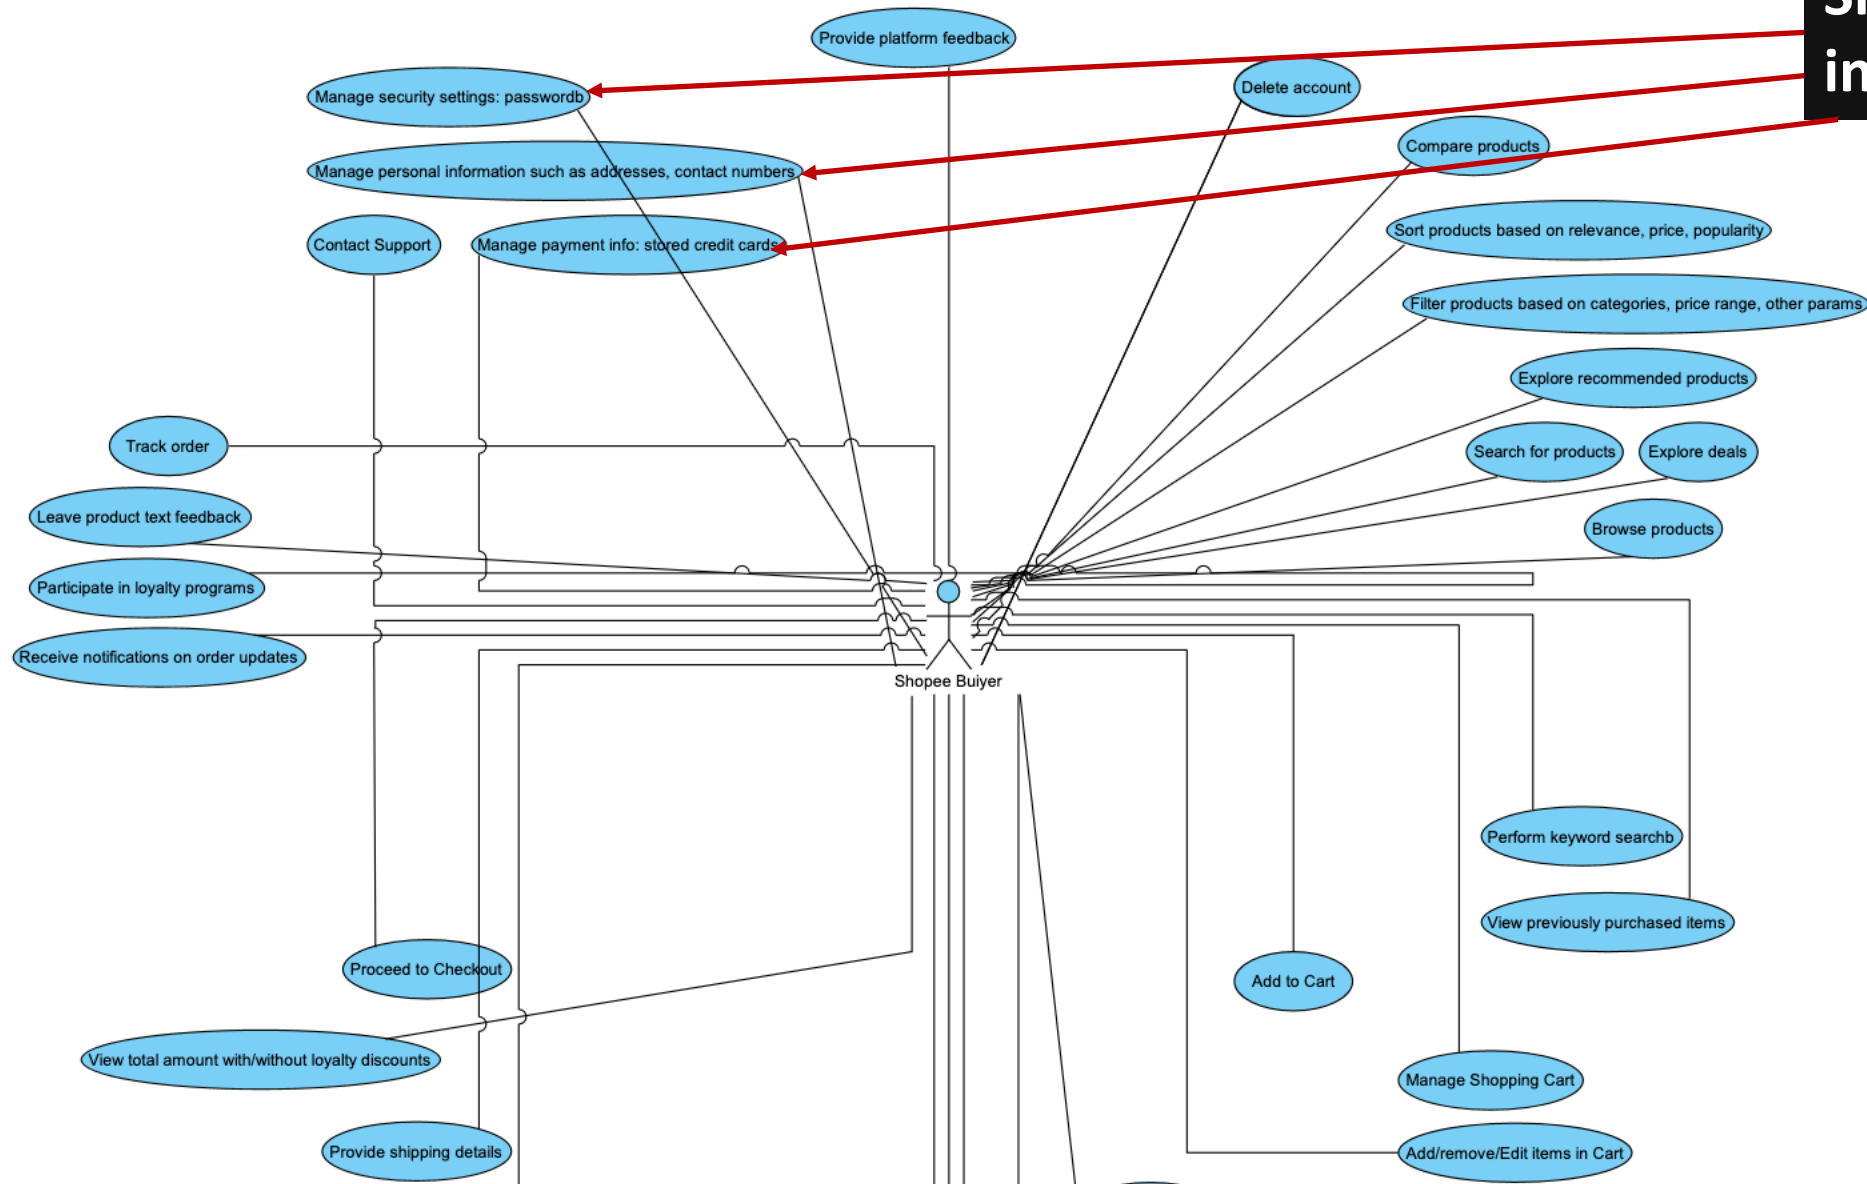 Provide platform feedback
Manage security settings: passwordb
Delete account
in
Compare products
Manage personal information such as addresses, contact numbers
Sort products based on relevance, price, popularity
Contact Support
Manage payment info: stored credit cards
Filter products based on categories, price range, other params
Explore recommended products
Track order
Search for products
Explore deals
Leave product text feedback
Browse products
Participate in loyalty programs
Receive notifications on order updates
Shopee Buiyer
Perform keyword searchb
View previously purchased items
Proceed to Checkout
Add to Cart
View total amount with/without loyalty discounts
Manage Shopping Cart
Provide shipping details
Add/remove/Edit items in Cart